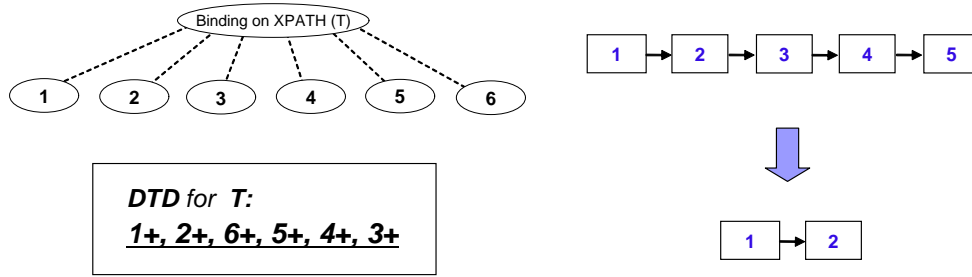 Binding on XPATH (T)
1 2 3 4 5 6
DTD for T:
1+, 2+, 6+, 5+, 4+, 3+
1 2 3 4 5
1 2